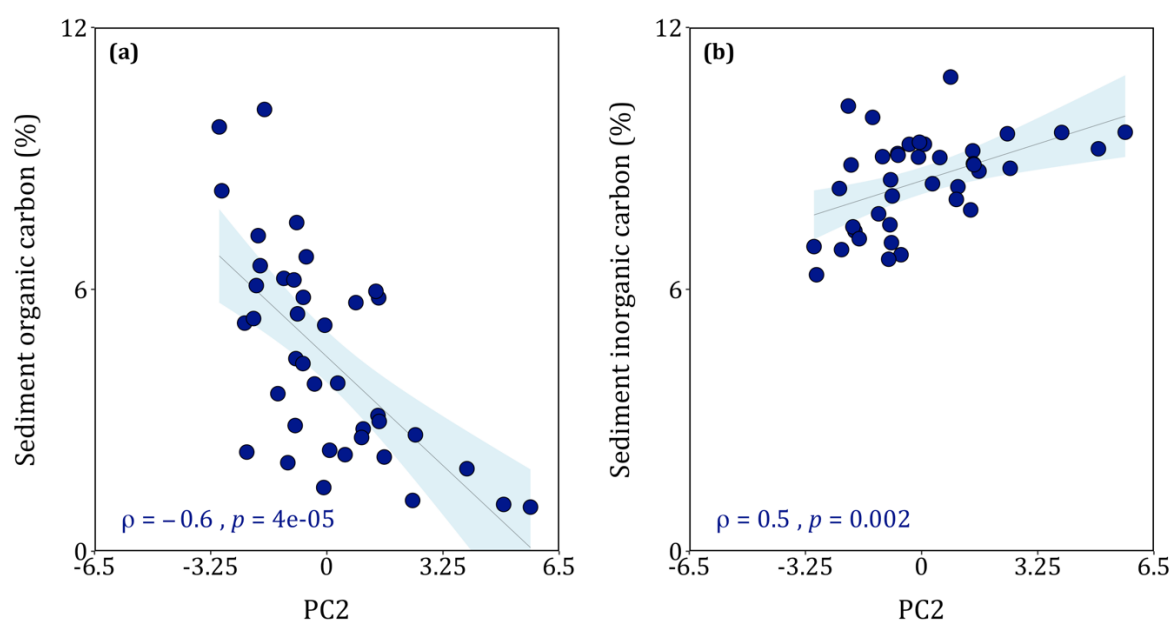 12
(a)
Sediment organic carbon (%)
6
ρ = – 0.6 , p = 4e-05
0
-6.5
-3.25
0
3.25
6.5
PC2
12
(b)
Sediment inorganic carbon (%)
6
ρ = 0.5 , p = 0.002
0
-6.5
-3.25
0
3.25
6.5
PC2